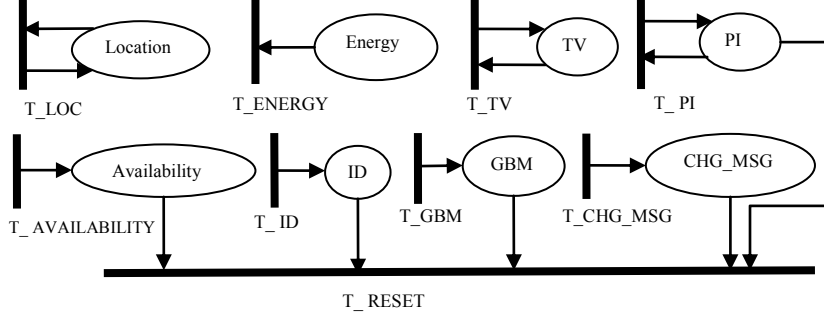 Location
Energy
TV
PI
T_LOC
T_ENERGY
T_TV
T_ PI
Availability
ID
GBM
CHG_MSG
T_ AVAILABILITY
T_ ID
T_GBM
T_CHG_MSG
T_ RESET